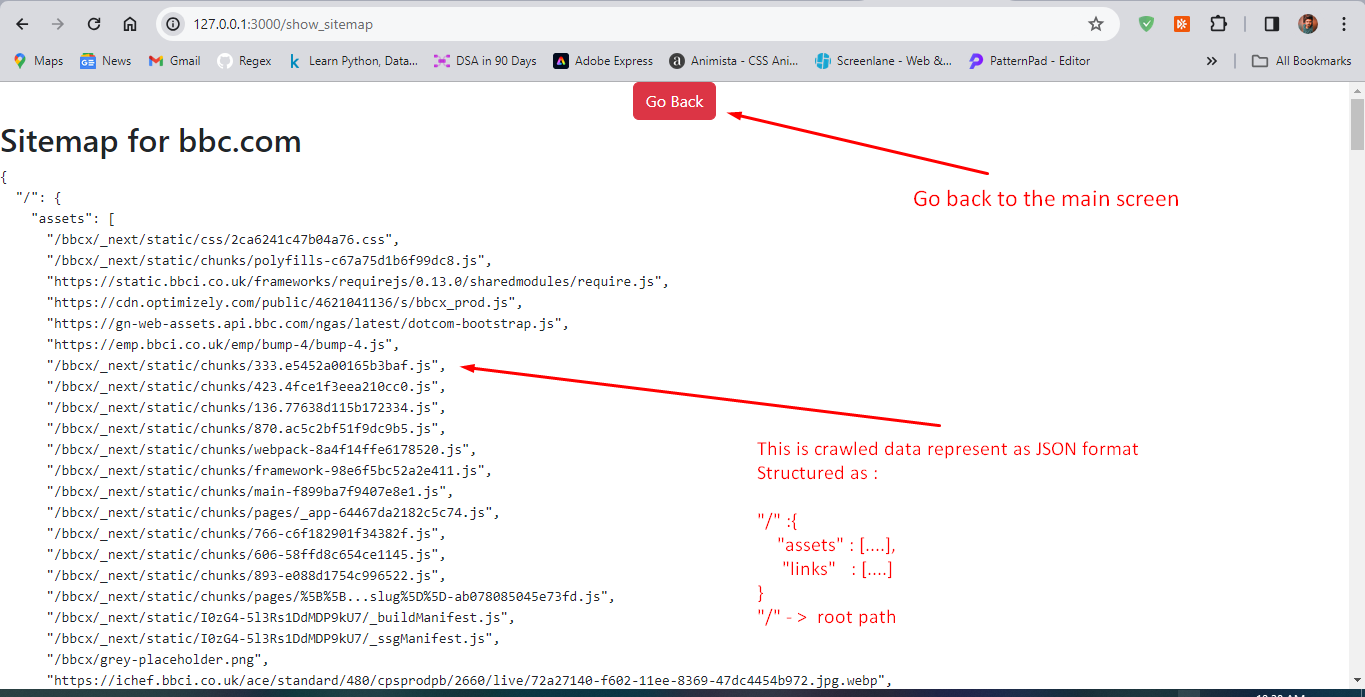 127.0.0.1:3000/show_sitemap
Maps News Gmail Regex Learn Python, Data... DSA in 90 Days Adobe Express Animista - CSS Ani... Screenlane - Web &... PatternPad - Editor » All Bookmarks
Go Back
Sitemap for bbc.com
Go back to the main screen
{
"/": {
"assets": [
"/bbcx/_next/static/css/2ca6241c47b04a76.css",
"/bbcx/_next/static/chunks/polyfills-c67a75d1b6f99dc8.js",
"https://static.bbci.co.uk/frameworks/requirejs/0.13.0/sharedmodules/require.js",
"https://cdn.optimizely.com/public/4621041136/s/bbcx_prod.js",
"https://gn-web-assets.api.bbc.com/ngas/latest/dotcom-bootstrap.js",
"https://emp.bbci.co.uk/emp/bump-4/bump-4.js",
"/bbcx/_next/static/chunks/333.e5452a00165b3baf.js",
"/bbcx/_next/static/chunks/423.4fce1f3eea210cc0.js",
"/bbcx/_next/static/chunks/136.77638d115b172334.js",
"/bbcx/_next/static/chunks/870.ac5c2bf51f9dc9b5.js",
"/bbcx/_next/static/chunks/webpack-8a4f14ffe6178520.js",
"/bbcx/_next/static/chunks/framework-98e6f5bc52a2e411.js",
"/bbcx/_next/static/chunks/main-f899ba7f9407e8e1.js",
"/bbcx/_next/static/chunks/pages/_app-64467da2182c5c74.js",
"/bbcx/_next/static/chunks/766-c6f182901f34382f.js",
"/bbcx/_next/static/chunks/606-58ffd8c654ce1145.js",
"/bbcx/_next/static/chunks/893-e088d1754c996522.js",
"/bbcx/_next/static/chunks/pages/%5B%5B...slug%5D%5D-ab078085045e73fd.js",
"/bbcx/_next/static/I0zG4-5l3Rs1DdMDP9kU7/_buildManifest.js",
"/bbcx/_next/static/I0zG4-5l3Rs1DdMDP9kU7/_ssgManifest.js",
"/bbcx/grey-placeholder.png",
"https://ichef.bbci.co.uk/ace/standard/480/cpsprodpb/2660/live/72a27140-f602-11ee-8369-47dc4454b972.jpg.webp",
This is crawled data represent as JSON format
Structured as :
"/" :{
"assets" : [....],
"links" : [....]
}
"/" - > root path